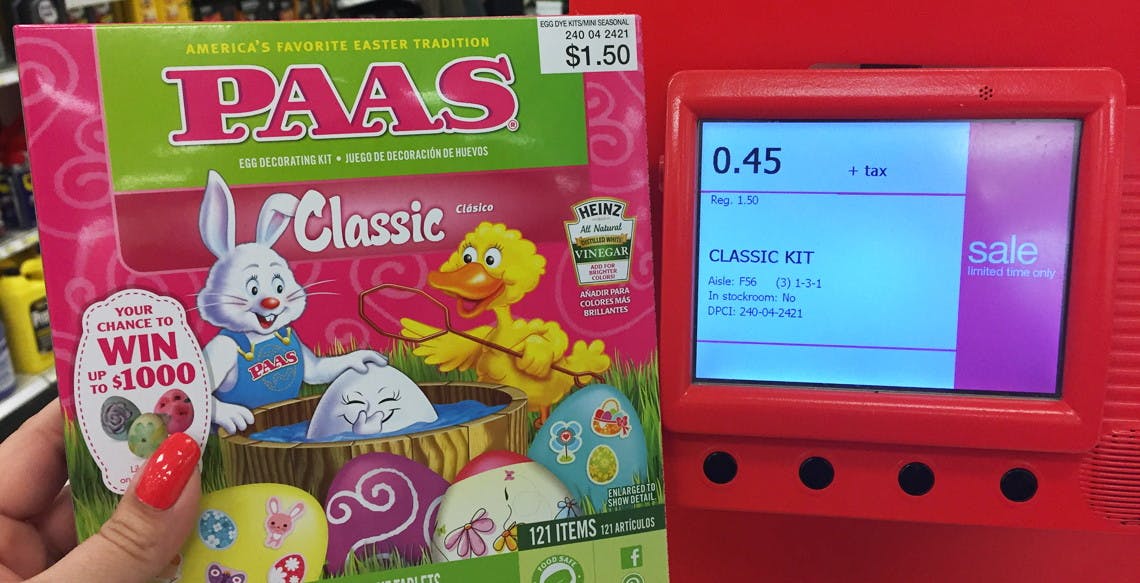 EGG DYE KITS/MINI SEASONAL
240 04 2421
$1.50
AMERICA'S FAVORITE EASTER TRADITION
PAAS®
EGG DECORATING KIT • JUEGO DE DECORACIÓN DE HUEVOS
Classic
Clásico
HEINZ
All Natural
DISTILLED WHITE
VINEGAR
ADD FOR
BRIGHTER
COLORS!
AÑADIR PARA
COLORES MÁS
BRILLANTES
YOUR
CHANCE TO
WIN
UP
TO $1000
PAAS
ENLARGED TO
SHOW DETAIL
121 ITEMS 121 ARTÍCULOS
FOOD SAFE
TABLETS
f
0.45 + tax
Reg. 1.50
CLASSIC KIT
Aisle: F56 (3) 1-3-1
In stockroom: No
DPCI: 240-04-2421
sale
limited time only